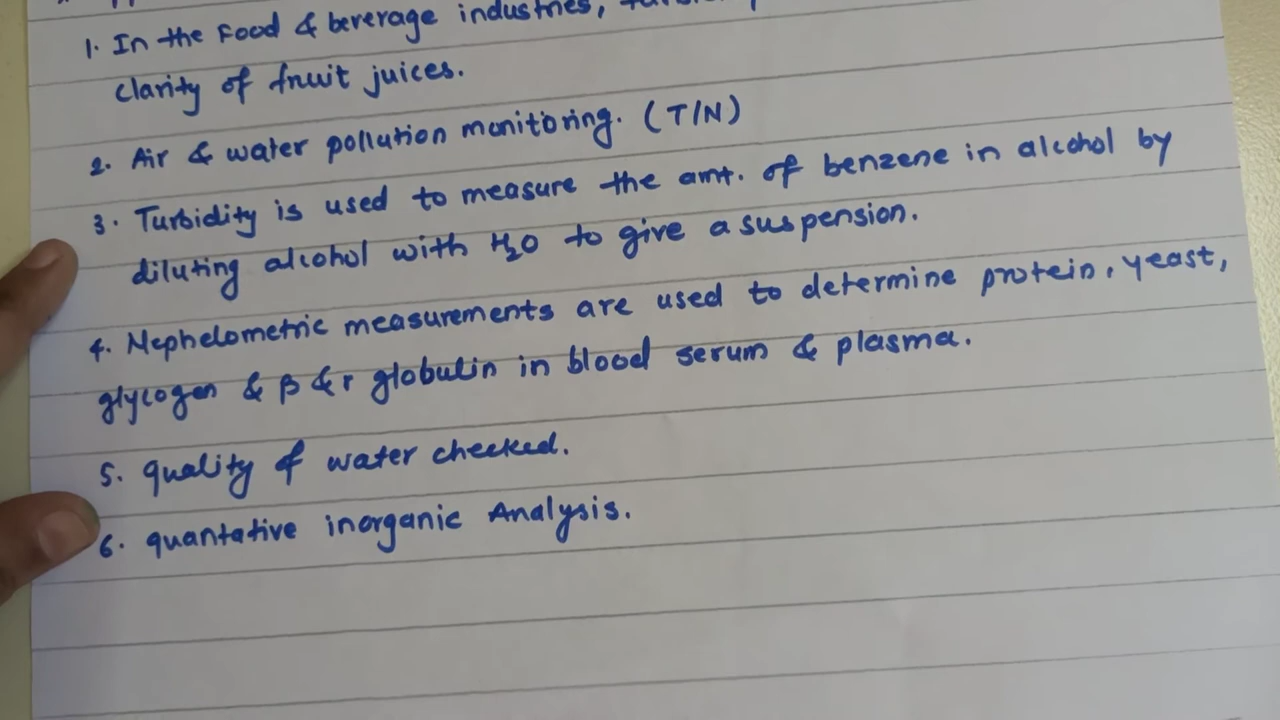 1. In the Food & beverage industries,
clarity of fruit juices.
2. Air & water pollution monitoring. (T/N)
3. Turbidity is used to measure the amt. of benzene in alcohol by
diluting alcohol with H₂O to give a suspension.
4. Nephelometric measurements are used to determine protein, yeast,
glycogen & β & r globulin in blood serum & plasma.
5. quality of water checked.
6. quantative inorganic Analysis.